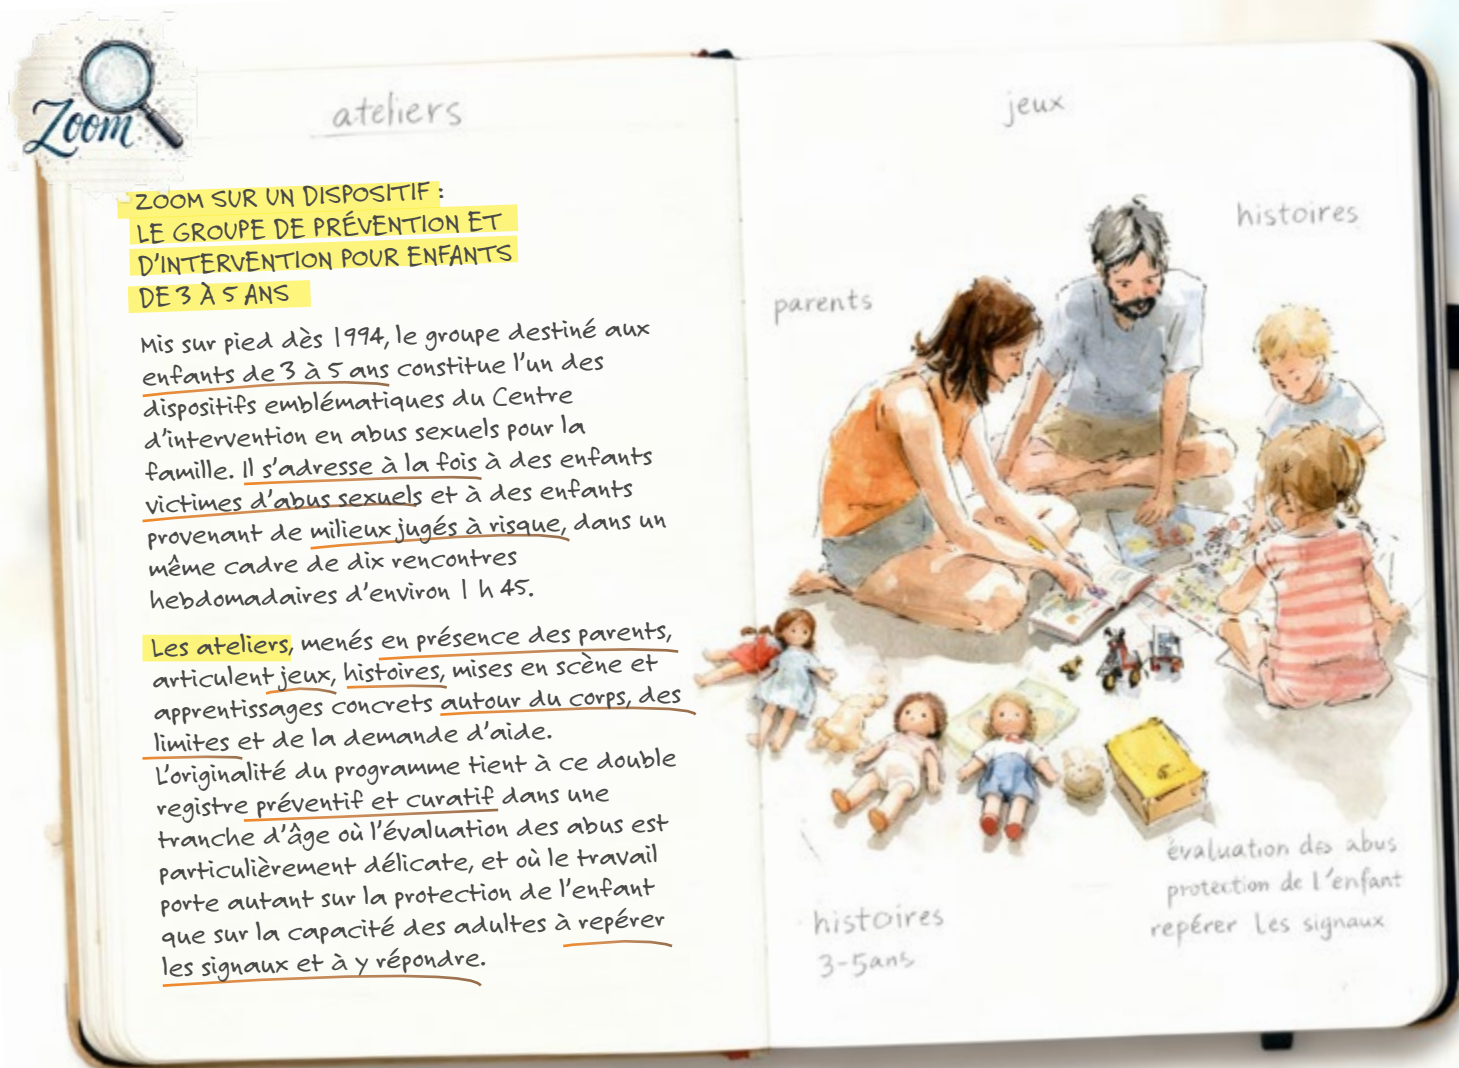 Zoom
ateliers
ZOOM SUR UN DISPOSITIF :
LE GROUPE DE PRÉVENTION ET
D'INTERVENTION POUR ENFANTS
DE 3 À 5 ANS
Mis sur pied dès 1994, le groupe destiné aux
enfants de 3 à 5 ans constitue l'un des
dispositifs emblématiques du Centre
d'intervention en abus sexuels pour la
famille. Il s'adresse à la fois à des enfants
victimes d'abus sexuels et à des enfants
provenant de milieux jugés à risque, dans un
même cadre de dix rencontres
hebdomadaires d'environ 1 h 45.
Les ateliers, menés en présence des parents,
articulent jeux, histoires, mises en scène et
apprentissages concrets autour du corps, des
limites et de la demande d'aide.
L'originalité du programme tient à ce double
registre préventif et curatif dans une
tranche d'âge où l'évaluation des abus est
particulièrement délicate, et où le travail
porte autant sur la protection de l'enfant
que sur la capacité des adultes à repérer
les signaux et à y répondre.
jeux
histoires
parents
évaluation des abus
protection de l'enfant
repérer les signaux
histoires
3-5ans